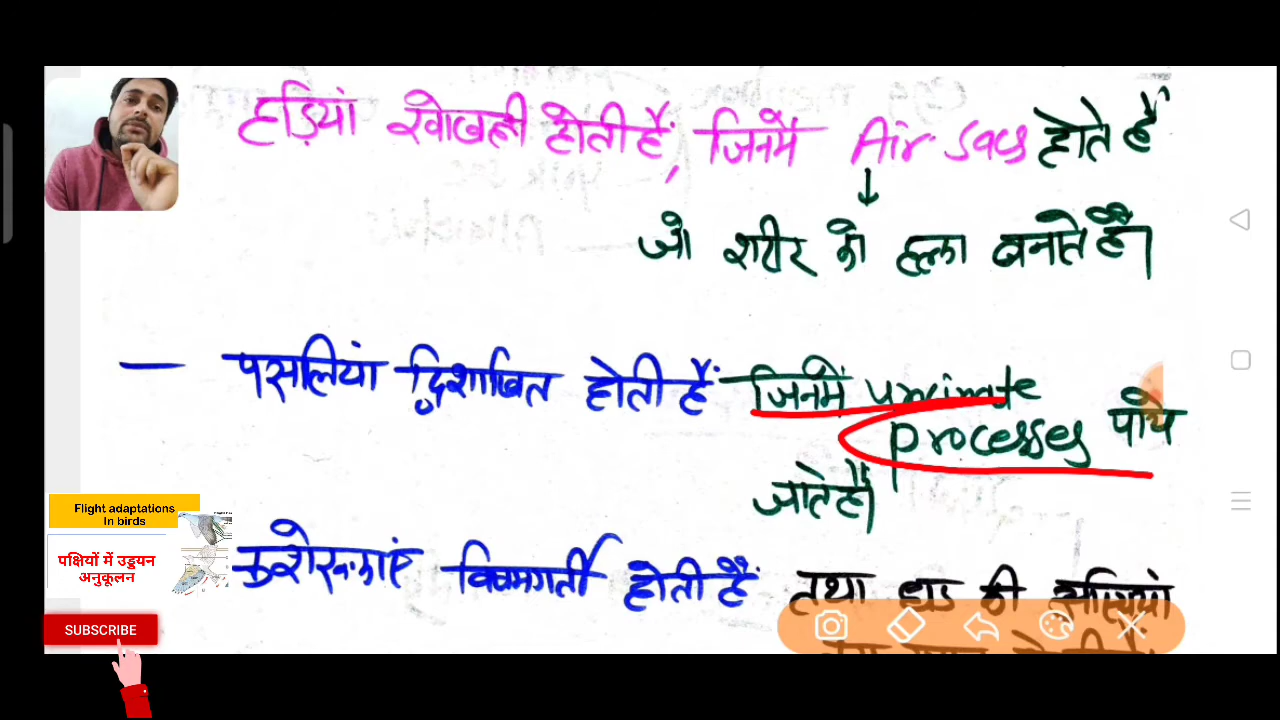 हड्डियां खोखली होती हैं, जिनमें Air sacs होते हैं
जो शरीर को हल्का बनाते हैं।
— पसलियां द्विशाखित होती हैं जिनमें uncinate
processes पाये
जाते हैं।
कशेरुकाएं विषमगर्ती होती हैं तथा धड की
Flight adaptations
In birds
पक्षियों में उड्डयन
अनुकूलन
SUBSCRIBE